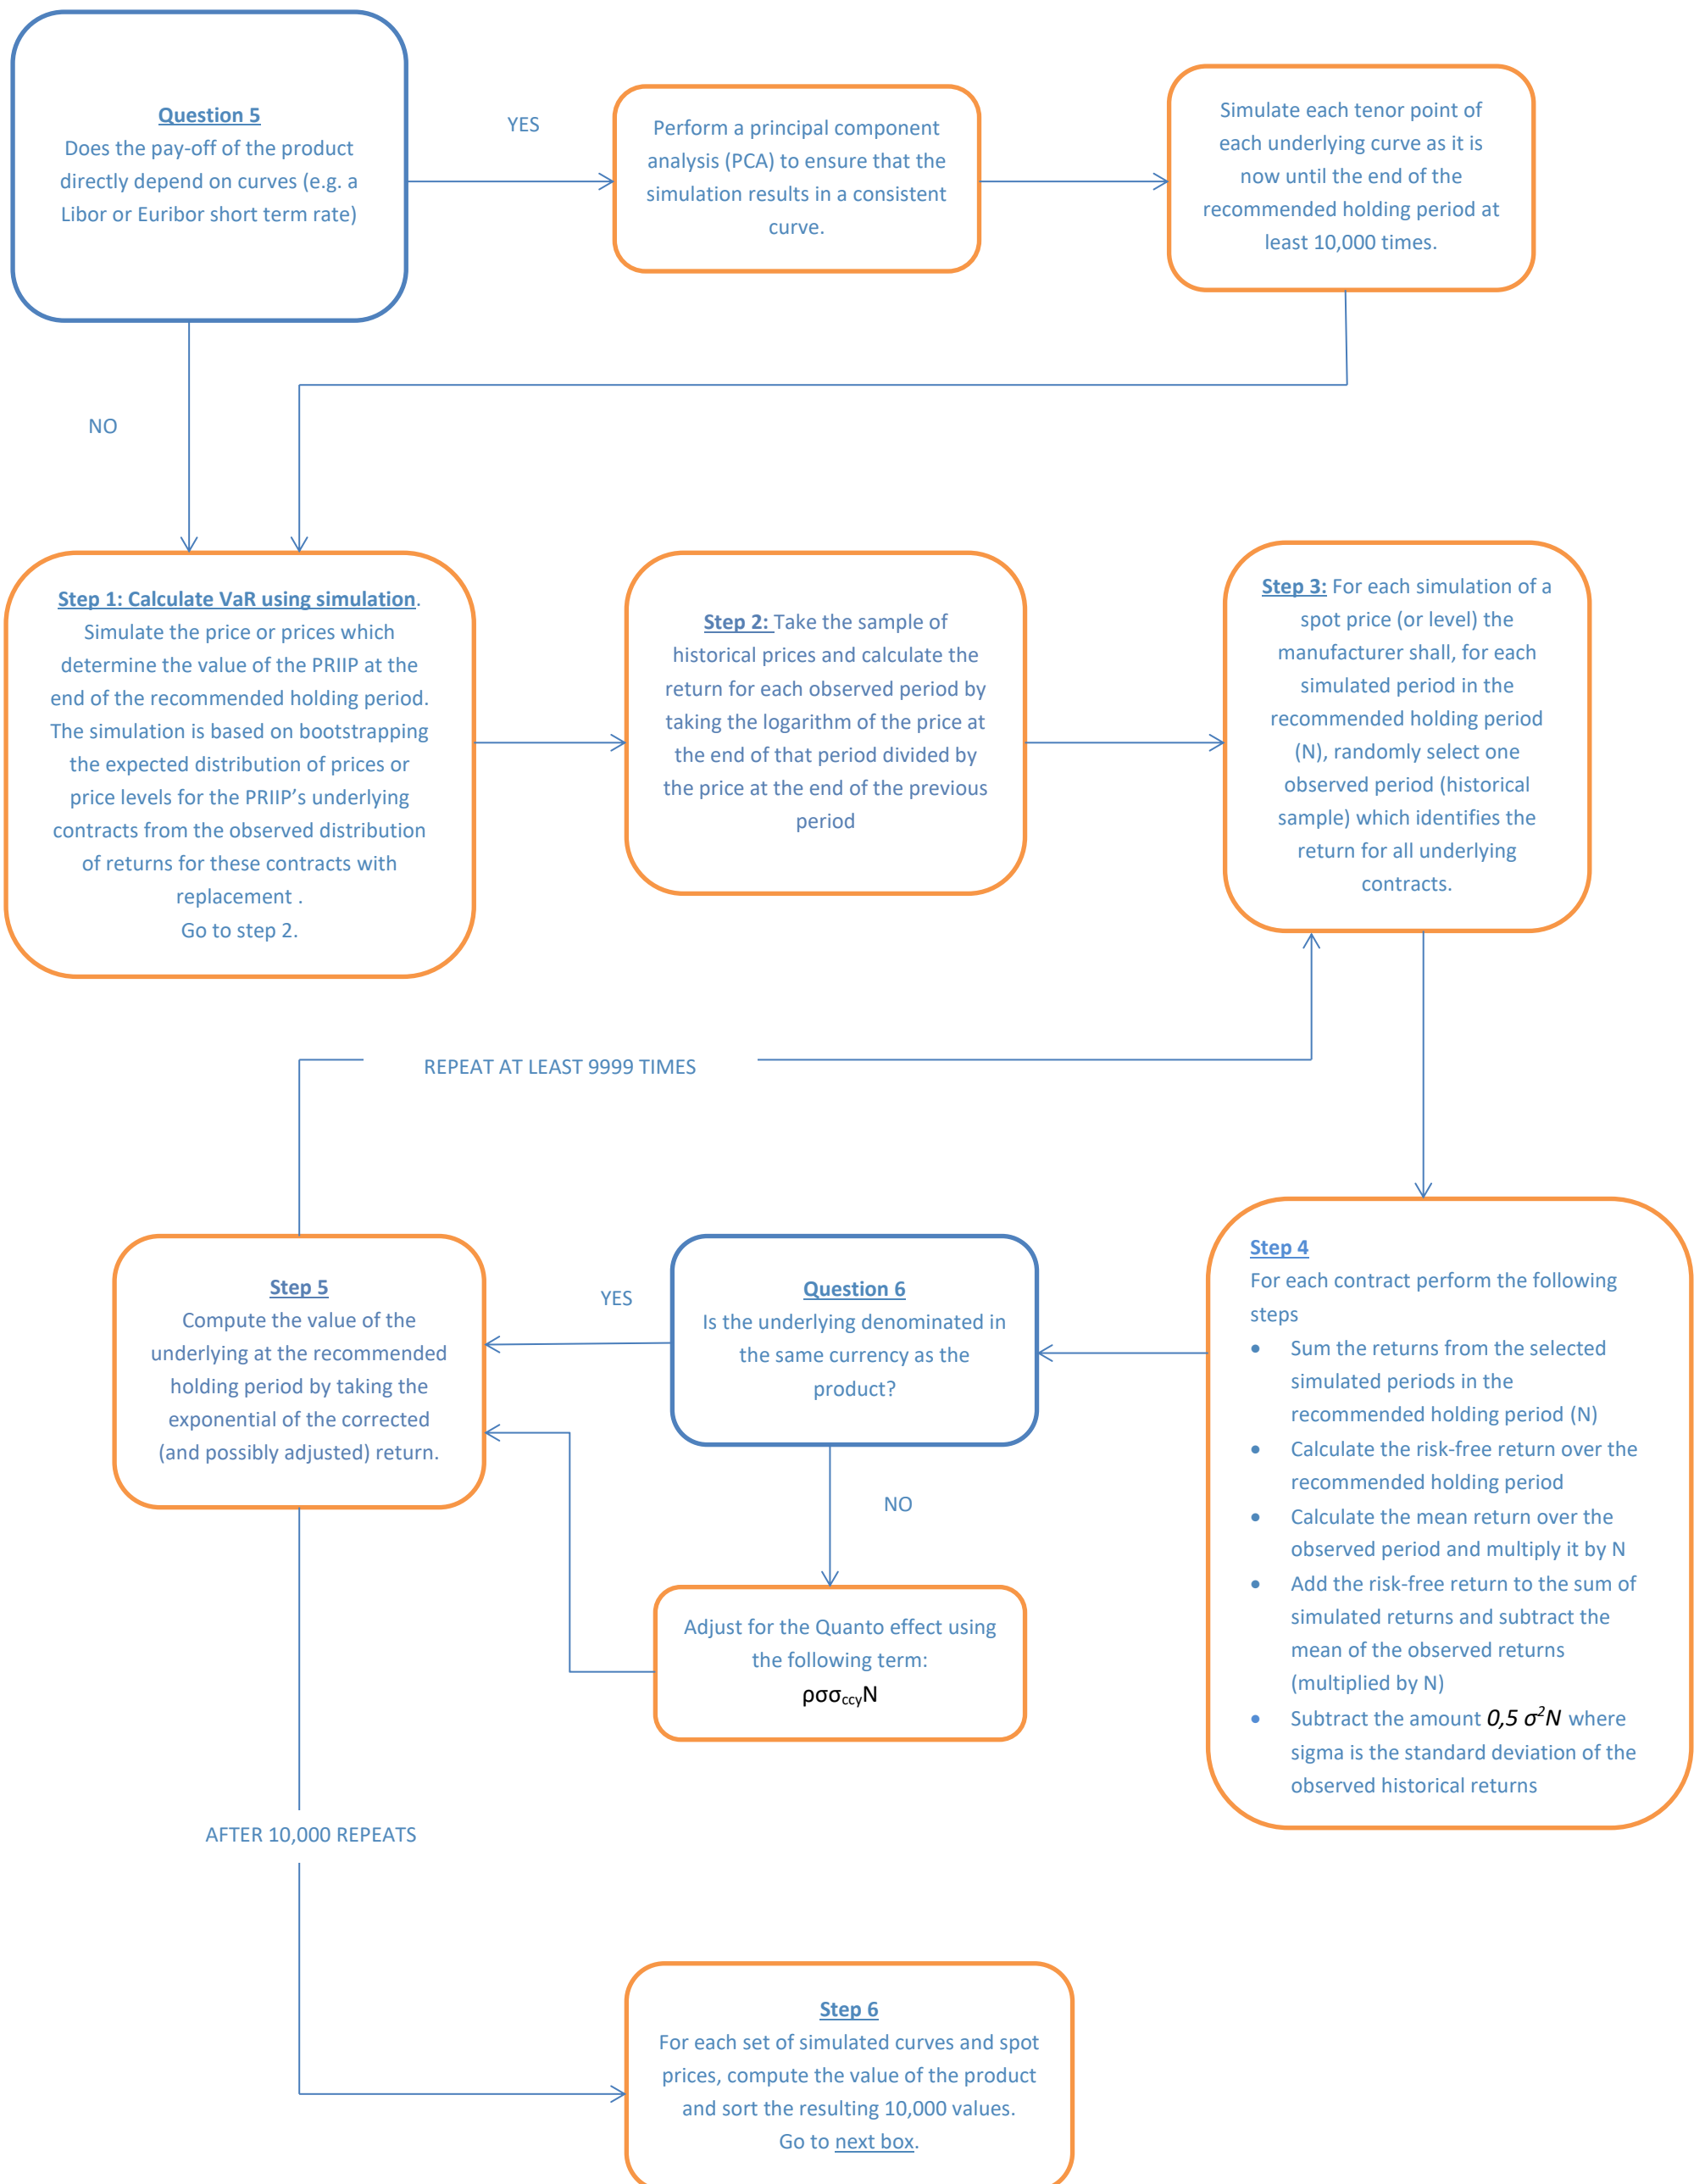 Question 5
Does the pay-off of the product
directly depend on curves (e.g. a
Libor or Euribor short term rate)
YES
Perform a principal component
analysis (PCA) to ensure that the
simulation results in a consistent
curve.
Simulate each tenor point of
each underlying curve as it is
now until the end of the
recommended holding period at
least 10,000 times.
NO
Step 1: Calculate VaR using simulation.
Simulate the price or prices which
determine the value of the PRIIP at the
end of the recommended holding period.
The simulation is based on bootstrapping
the expected distribution of prices or
price levels for the PRIIP’s underlying
contracts from the observed distribution
of returns for these contracts with
replacement .
Go to step 2.
Step 2: Take the sample of
historical prices and calculate the
return for each observed period by
taking the logarithm of the price at
the end of that period divided by
the price at the end of the previous
period
Step 3: For each simulation of a
spot price (or level) the
manufacturer shall, for each
simulated period in the
recommended holding period
(N), randomly select one
observed period (historical
sample) which identifies the
return for all underlying
contracts.
REPEAT AT LEAST 9999 TIMES
Step 4
For each contract perform the following
steps
• Sum the returns from the selected
simulated periods in the
recommended holding period (N)
• Calculate the risk-free return over the
recommended holding period
• Calculate the mean return over the
observed period and multiply it by N
• Add the risk-free return to the sum of
simulated returns and subtract the
mean of the observed returns
(multiplied by N)
• Subtract the amount 0,5 σ²N where
sigma is the standard deviation of the
observed historical returns
Question 6
Is the underlying denominated in
the same currency as the
product?
YES
NO
Step 5
Compute the value of the
underlying at the recommended
holding period by taking the
exponential of the corrected
(and possibly adjusted) return.
Adjust for the Quanto effect using
the following term:
ρσσccyN
AFTER 10,000 REPEATS
Step 6
For each set of simulated curves and spot
prices, compute the value of the product
and sort the resulting 10,000 values.
Go to next box.